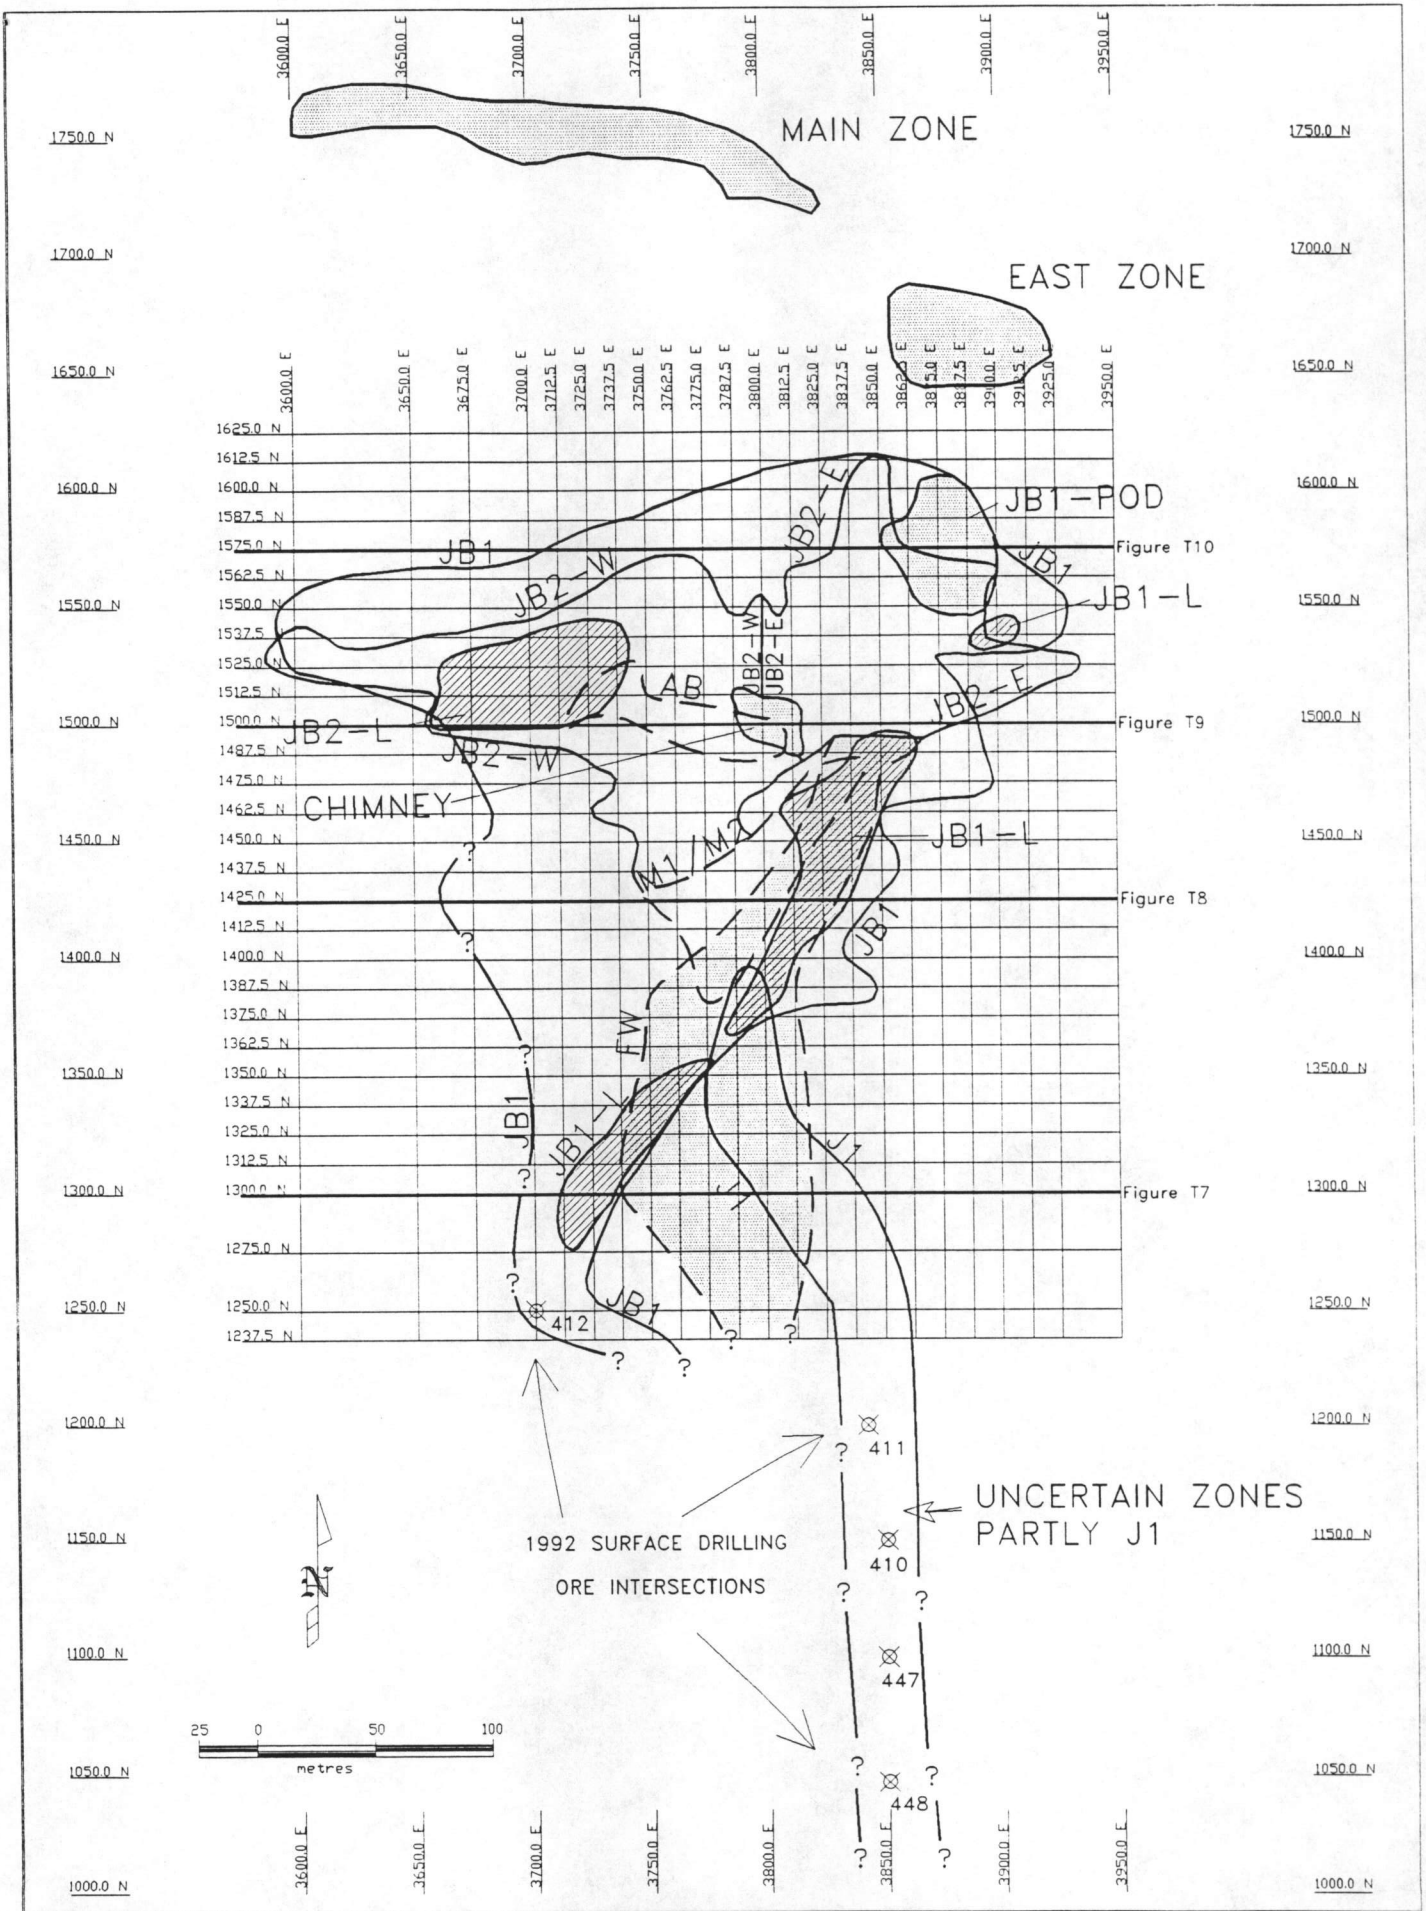 3600.0 E
3650.0 E
3700.0 E
3750.0 E
3800.0 E
3850.0 E
3900.0 E
3950.0 E
MAIN ZONE
1750.0 N
1750.0 N
1700.0 N
1700.0 N
EAST ZONE
1650.0 N
1650.0 N
3600.0 E
3650.0 E
3675.0 E
3700.0 E
3712.5 E
3725.0 E
3737.5 E
3750.0 E
3762.5 E
3775.0 E
3787.5 E
3800.0 E
3812.5 E
3825.0 E
3837.5 E
3850.0 E
3862.5 E
3875.0 E
3887.5 E
3900.0 E
3912.5 E
3925.0 E
3950.0 E
1625.0 N
1612.5 N
1600.0 N
1600.0 N
1600.0 N
JB2-E
JB1-POD
1587.5 N
1575.0 N
JB1
JB1
Figure T10
1562.5 N
JB2-W
1550.0 N
1550.0 N
1550.0 N
JB1-L
1537.5 N
JB2-W
JB2-E
1525.0 N
1512.5 N
AB
JB2-E
1500.0 N
1500.0 N
1500.0 N
Figure T9
JB2-L
1487.5 N
JB2-W
1475.0 N
CHIMNEY
1462.5 N
1450.0 N
1450.0 N
1450.0 N
M1/M2
JB1-L
?
1437.5 N
1425.0 N
Figure T8
1412.5 N
JB1
?
1400.0 N
1400.0 N
1400.0 N
1387.5 N
1375.0 N
FW
1362.5 N
?
1350.0 N
1350.0 N
1350.0 N
1337.5 N
JB1
JB1-L
1325.0 N
J1
1312.5 N
?
1300.0 N
1300.0 N
1300.0 N
J1
Figure T7
1275.0 N
?
1250.0 N
1250.0 N
1250.0 N
JB1
412
1237.5 N
?
?
?
?
1200.0 N
1200.0 N
411
?
UNCERTAIN ZONES
PARTLY J1
1150.0 N
1150.0 N
1992 SURFACE DRILLING
ORE INTERSECTIONS
410
?
?
N
1100.0 N
1100.0 N
447
25 0 50 100
metres
?
?
1050.0 N
1050.0 N
448
?
?
3600.0 E
3650.0 E
3700.0 E
3750.0 E
3800.0 E
3850.0 E
3900.0 E
3950.0 E
1000.0 N
1000.0 N